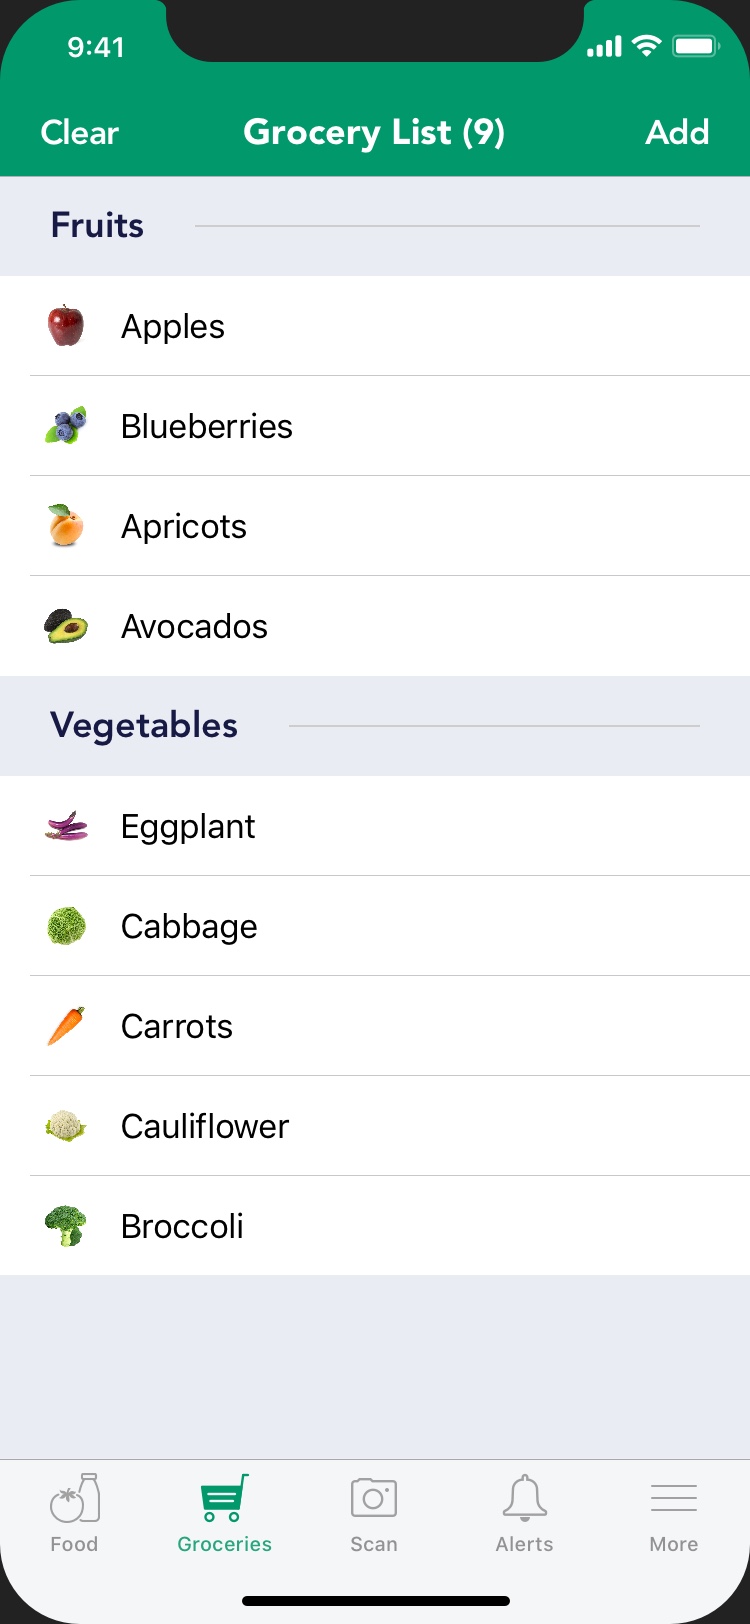 9:41
Clear Grocery List (9) Add
Fruits
Apples
Blueberries
Apricots
Avocados
Vegetables
Eggplant
Cabbage
Carrots
Cauliflower
Broccoli
Food Groceries Scan Alerts More